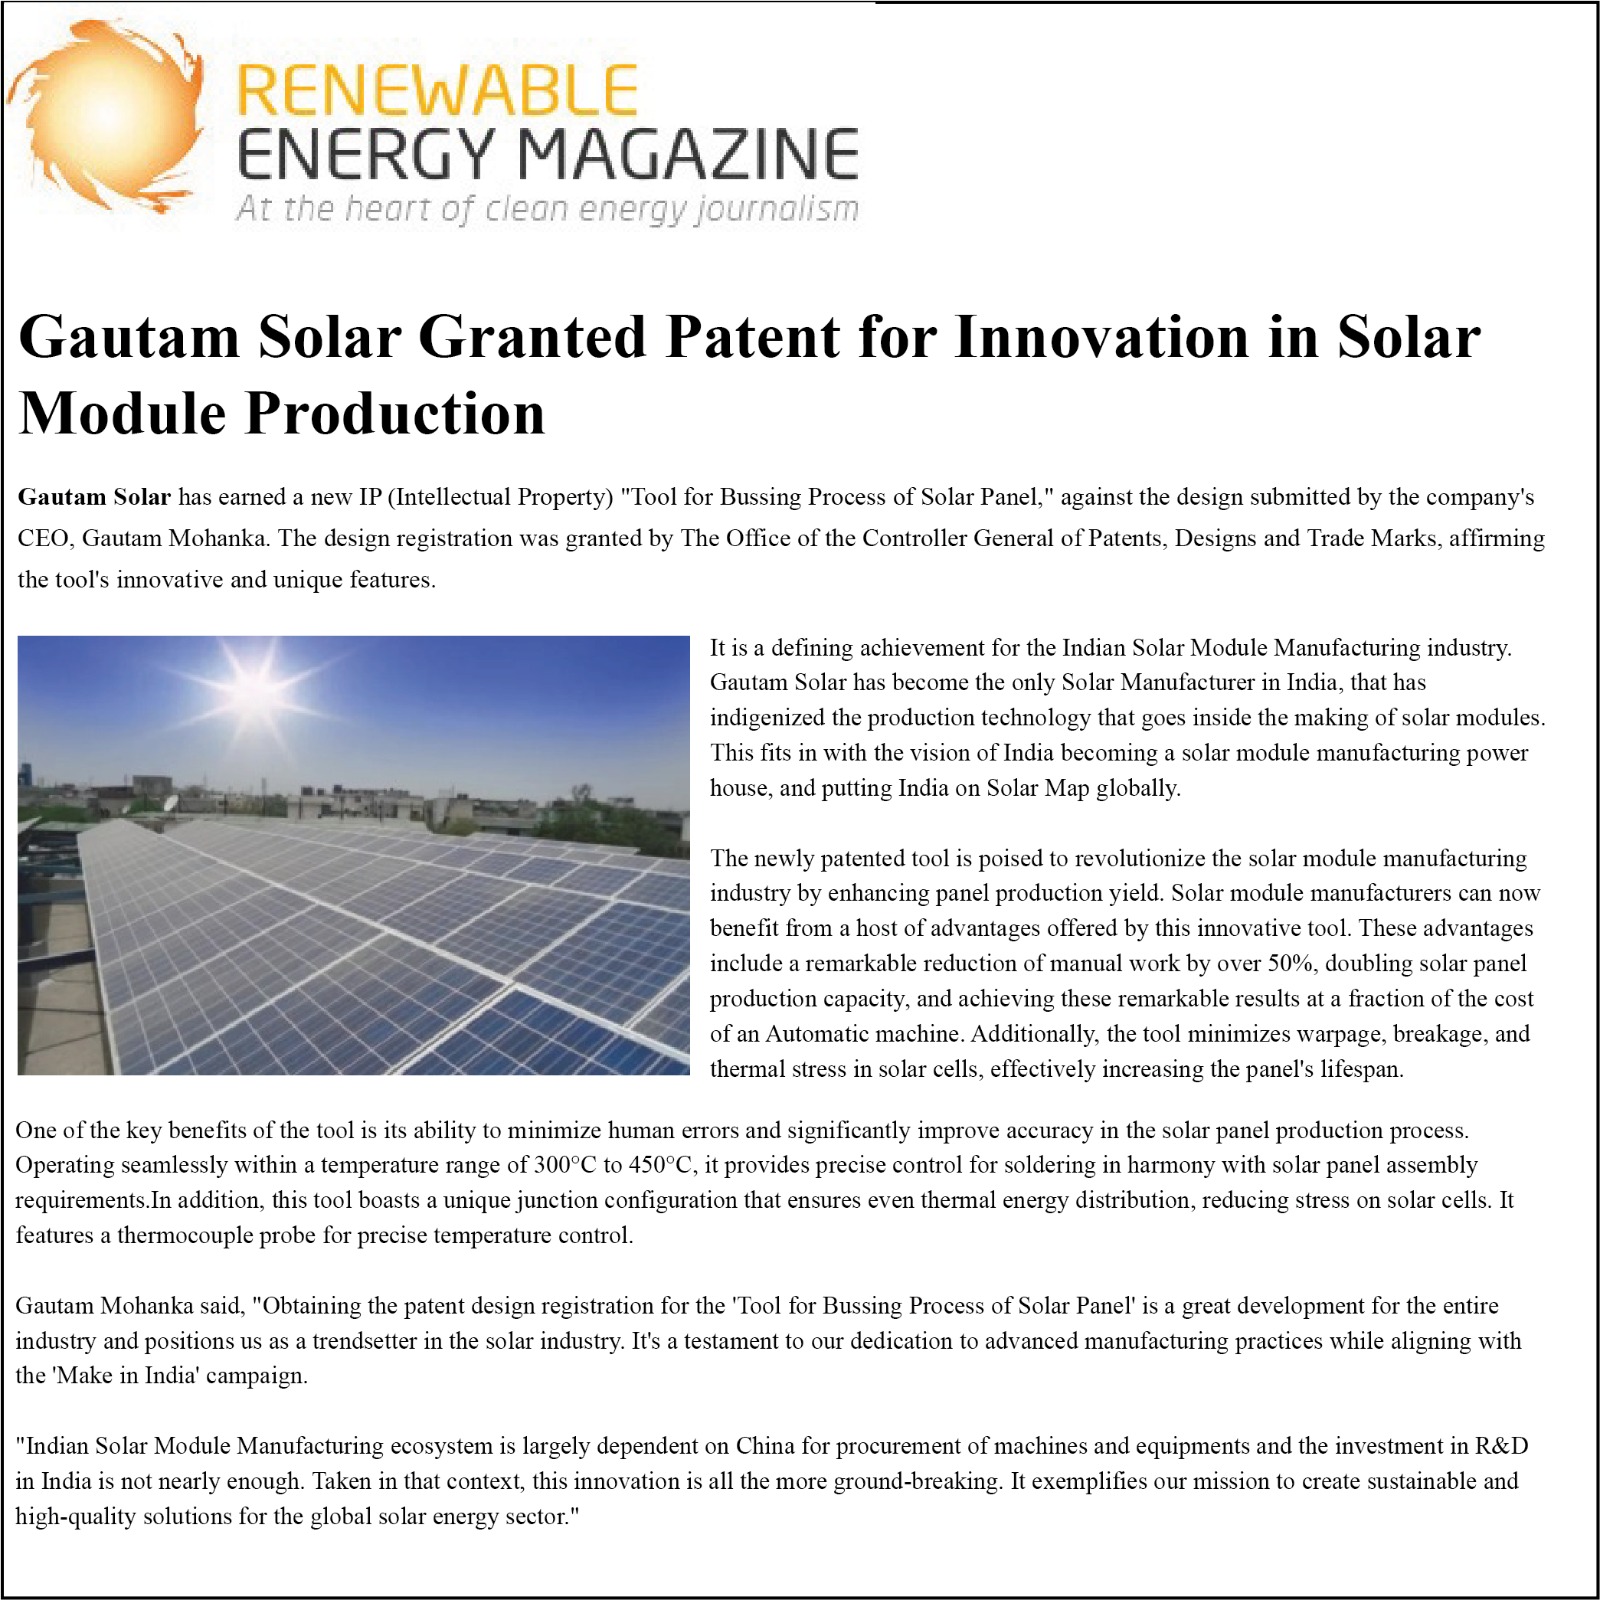 RENEWABLE
ENERGY MAGAZINE
At the heart of clean energy journalism
Gautam Solar Granted Patent for Innovation in Solar
Module Production
Gautam Solar has earned a new IP (Intellectual Property) "Tool for Bussing Process of Solar Panel," against the design submitted by the company's
CEO, Gautam Mohanka. The design registration was granted by The Office of the Controller General of Patents, Designs and Trade Marks, affirming
the tool's innovative and unique features.
It is a defining achievement for the Indian Solar Module Manufacturing industry.
Gautam Solar has become the only Solar Manufacturer in India, that has
indigenized the production technology that goes inside the making of solar modules.
This fits in with the vision of India becoming a solar module manufacturing power
house, and putting India on Solar Map globally.
The newly patented tool is poised to revolutionize the solar module manufacturing
industry by enhancing panel production yield. Solar module manufacturers can now
benefit from a host of advantages offered by this innovative tool. These advantages
include a remarkable reduction of manual work by over 50%, doubling solar panel
production capacity, and achieving these remarkable results at a fraction of the cost
of an Automatic machine. Additionally, the tool minimizes warpage, breakage, and
thermal stress in solar cells, effectively increasing the panel's lifespan.
One of the key benefits of the tool is its ability to minimize human errors and significantly improve accuracy in the solar panel production process.
Operating seamlessly within a temperature range of 300°C to 450°C, it provides precise control for soldering in harmony with solar panel assembly
requirements.In addition, this tool boasts a unique junction configuration that ensures even thermal energy distribution, reducing stress on solar cells. It
features a thermocouple probe for precise temperature control.
Gautam Mohanka said, "Obtaining the patent design registration for the 'Tool for Bussing Process of Solar Panel' is a great development for the entire
industry and positions us as a trendsetter in the solar industry. It's a testament to our dedication to advanced manufacturing practices while aligning with
the 'Make in India' campaign.
"Indian Solar Module Manufacturing ecosystem is largely dependent on China for procurement of machines and equipments and the investment in R&D
in India is not nearly enough. Taken in that context, this innovation is all the more ground-breaking. It exemplifies our mission to create sustainable and
high-quality solutions for the global solar energy sector."